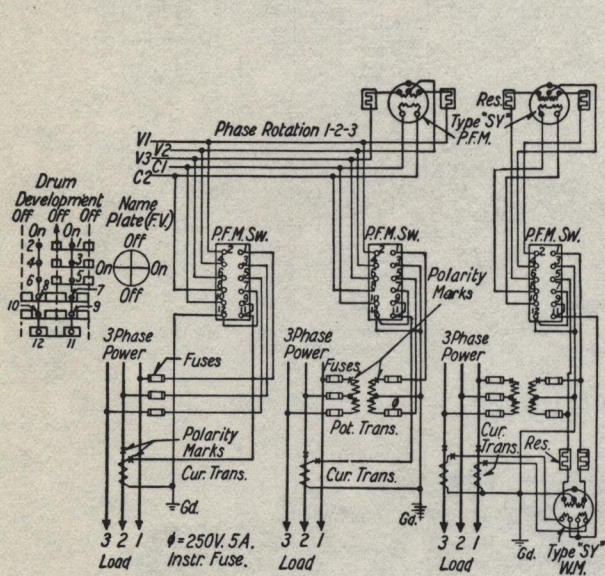 Res.
Type "SY"
P.F.M.
V1
Phase Rotation 1-2-3
V2
V3
C1
C2
Drum
Development
Off Off Off
On On
2 1
4 3
6 5
8 7
10 9
12 11
Name
Plate (F.V.)
Off
On On
Off
P.F.M. Sw.
P.F.M. Sw.
P.F.M. Sw.
Polarity
Marks
3 Phase
Power
3 Phase
Power
3 Phase
Power
Fuses
Fuses
ϕ
Pot. Trans.
Polarity
Marks
Cur. Trans.
Cur. Trans.
Cur.
Trans.
Res.
Gd.
Gd.
Gd.
Type "SY"
W.M.
3 2 1
Load
ϕ = 250V. 5A.
Instr. Fuse.
3 2 1
Load
3 2 1
Load